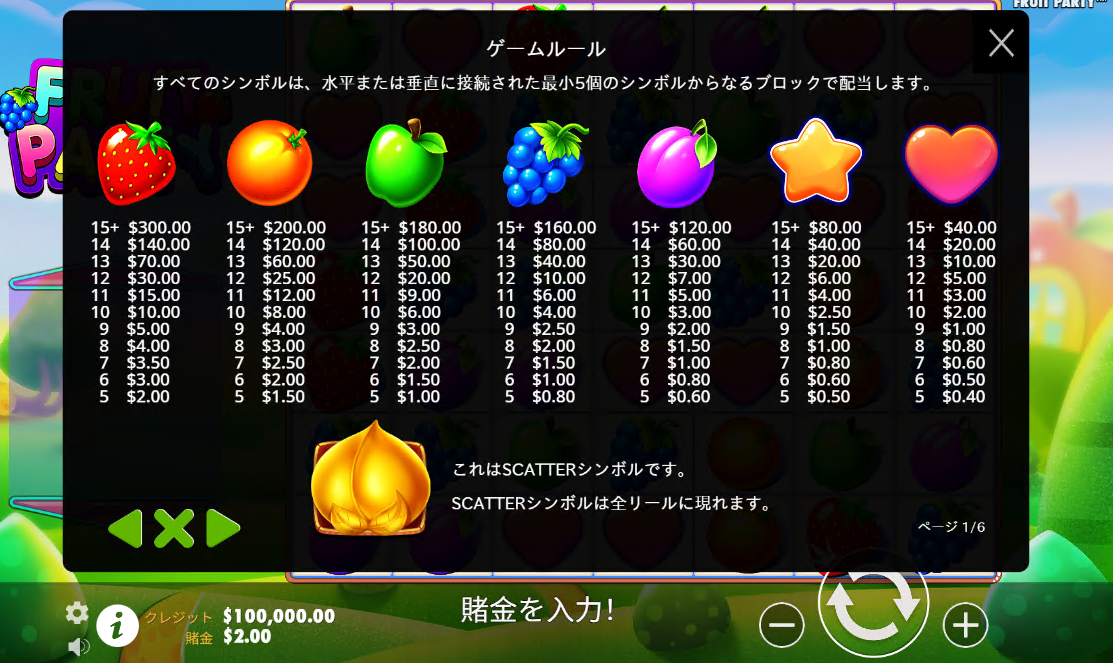 FRUIT PARTY™
ゲームルール
すべてのシンボルは、水平または垂直に接続された最小5個のシンボルからなるブロックで配当します。
15+ $300.00 15+ $200.00 15+ $180.00 15+ $160.00 15+ $120.00 15+ $80.00 15+ $40.00
14 $140.00 14 $120.00 14 $100.00 14 $80.00 14 $60.00 14 $40.00 14 $20.00
13 $70.00 13 $60.00 13 $50.00 13 $40.00 13 $30.00 13 $20.00 13 $10.00
12 $30.00 12 $25.00 12 $20.00 12 $10.00 12 $7.00 12 $6.00 12 $5.00
11 $15.00 11 $12.00 11 $9.00 11 $6.00 11 $5.00 11 $4.00 11 $3.00
10 $10.00 10 $8.00 10 $6.00 10 $4.00 10 $3.00 10 $2.50 10 $2.00
9 $5.00 9 $4.00 9 $3.00 9 $2.50 9 $2.00 9 $1.50 9 $1.00
8 $4.00 8 $3.00 8 $2.50 8 $2.00 8 $1.50 8 $1.00 8 $0.80
7 $3.50 7 $2.50 7 $2.00 7 $1.50 7 $1.00 7 $0.80 7 $0.60
6 $3.00 6 $2.00 6 $1.50 6 $1.00 6 $0.80 6 $0.60 6 $0.50
5 $2.00 5 $1.50 5 $1.00 5 $0.80 5 $0.60 5 $0.50 5 $0.40
これはSCATTERシンボルです。
SCATTERシンボルは全リールに現れます。
ページ 1/6
クレジット $100,000.00
賭金 $2.00
賭金を入力!